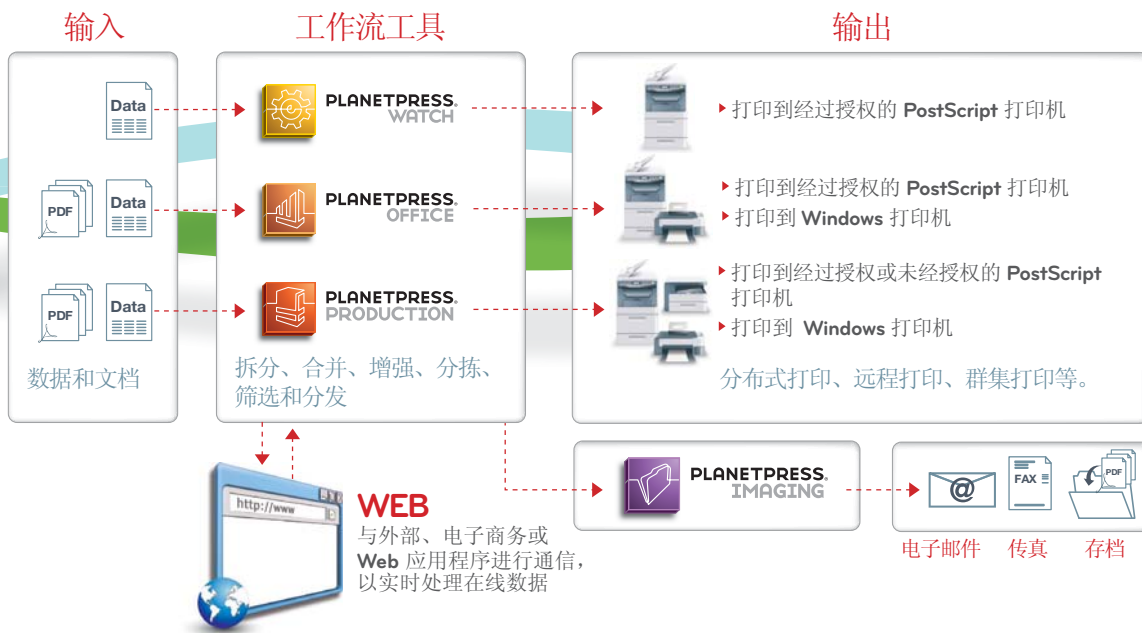 输入
工作流工具
输出
Data
PLANETPRESS.
WATCH
打印到经过授权的 PostScript 打印机
PDF
Data
PLANETPRESS.
OFFICE
打印到经过授权的 PostScript 打印机
打印到 Windows 打印机
PDF
Data
PLANETPRESS.
PRODUCTION
打印到经过授权或未经授权的 PostScript
打印机
打印到 Windows 打印机
数据和文档
拆分、合并、增强、分拣、
筛选和分发
分布式打印、远程打印、群集打印等。
http://www
WEB
与外部、电子商务或
Web 应用程序进行通信，
以实时处理在线数据
PLANETPRESS.
IMAGING
@
FAX
PDF
电子邮件
传真
存档